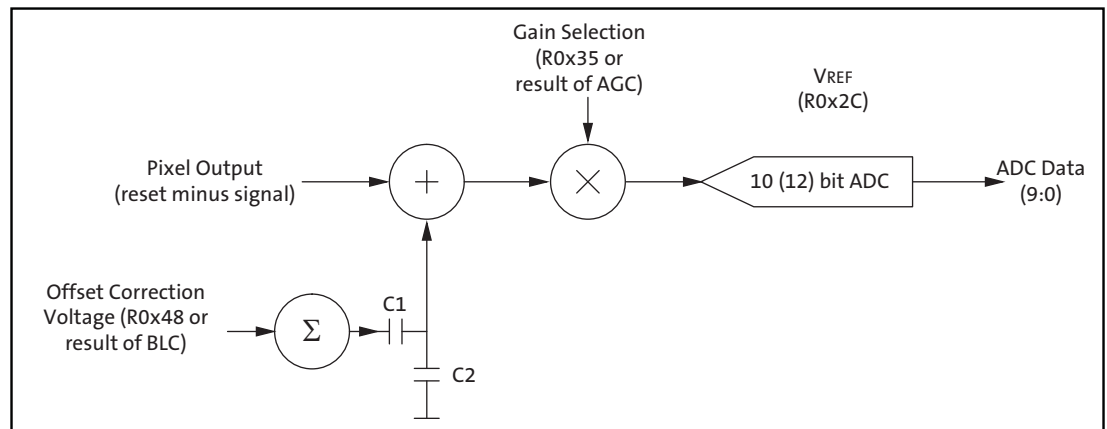 Gain Selection
(R0x35 or
result of AGC)
VREF
(R0x2C)
Pixel Output
(reset minus signal)
+
×
10 (12) bit ADC
ADC Data
(9:0)
Offset Correction
Voltage (R0x48 or
result of BLC)
Σ
C1
C2